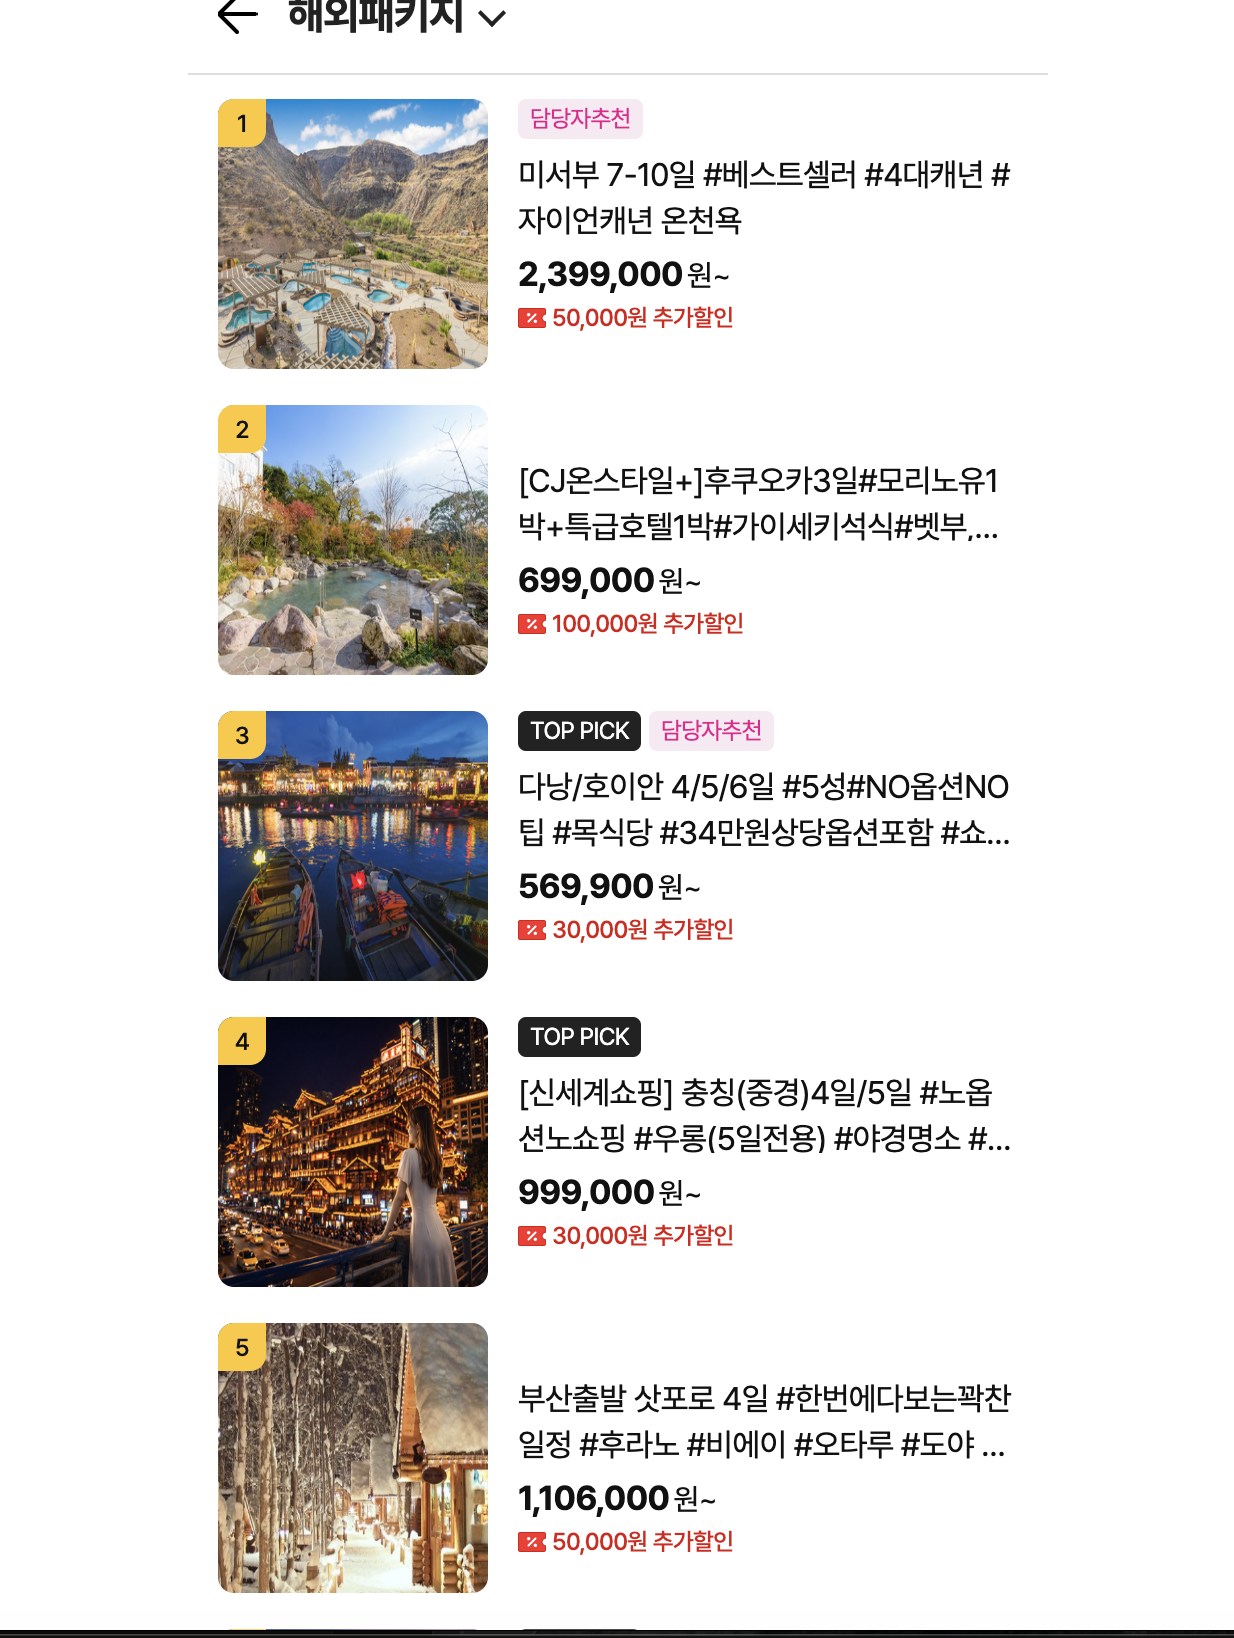 해외패키지
1
담당자추천
미서부 7-10일 #베스트셀러 #4대캐년 #
자이언캐년 온천욕
2,399,000원~
50,000원 추가할인
2
[CJ온스타일+]후쿠오카3일#모리노유1
박+특급호텔1박#가이세키석식#벳부,...
699,000원~
100,000원 추가할인
3
TOP PICK 담당자추천
다낭/호이안 4/5/6일 #5성#NO옵션NO
팁 #목식당 #34만원상당옵션포함 #쇼...
569,900원~
30,000원 추가할인
4
TOP PICK
[신세계쇼핑] 충칭(중경)4일/5일 #노옵
션노쇼핑 #우롱(5일전용) #야경명소 #...
999,000원~
30,000원 추가할인
5
부산출발 삿포로 4일 #한번에다보는꽉찬
일정 #후라노 #비에이 #오타루 #도야 ...
1,106,000원~
50,000원 추가할인